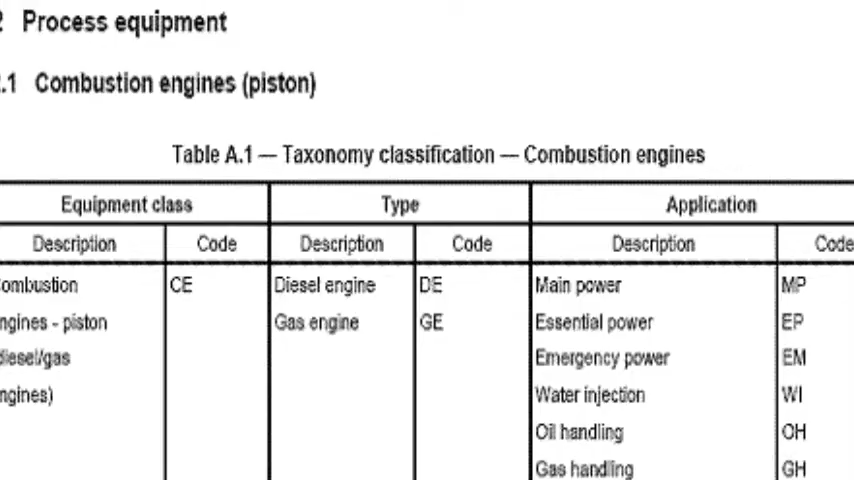 2 Process equipment
.1 Combustion engines (piston)
Table A.1 — Taxonomy classification — Combustion engines
Equipment class Type Application
Description Code Description Code Description Code
ombustion CE Diesel engine DE Main power MP
ngines - piston Gas engine GE Essential power EP
diesel/gas Emergency power EM
ngines) Water injection WI
Oil handling OH
Gas handling GH